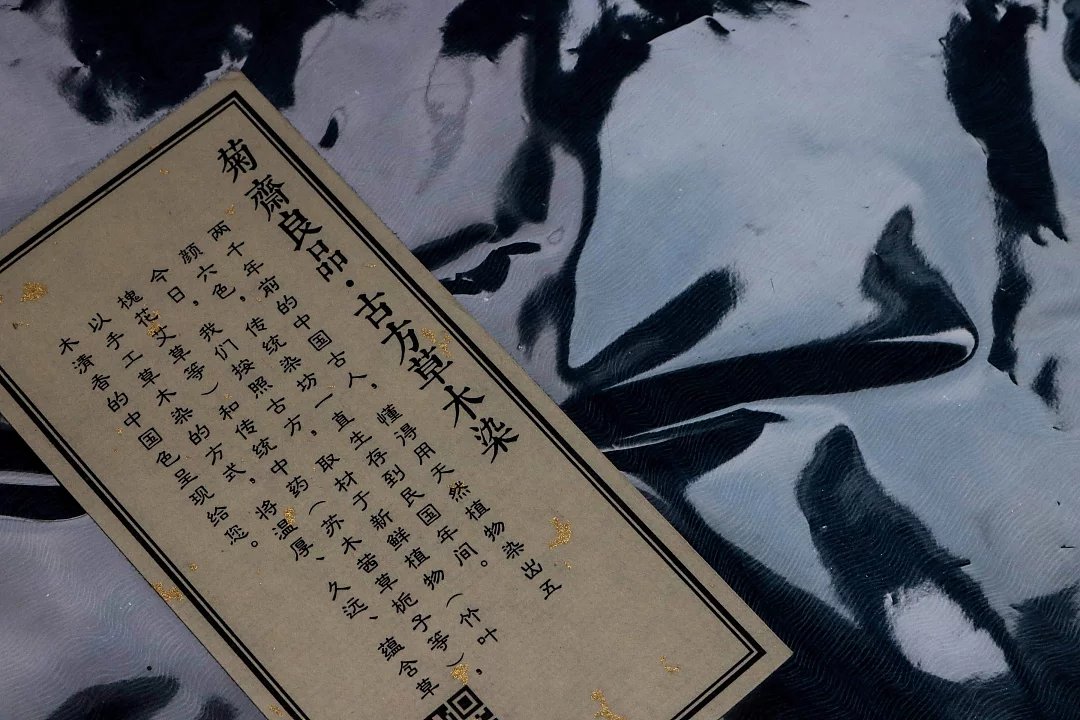 菊齋良品·古方草木染
两千年前的中国古人，懂得用天然植物染出五
颜六色，传统染坊一直生存到民国年间。
今日，我们按照古方，取材于新鲜植物（竹叶、
槐花艾草等）和传统中药（苏木茜草栀子等），
以手工草木染的方式，将温厚、久远、蕴含草
木清香的中国色呈现给您。